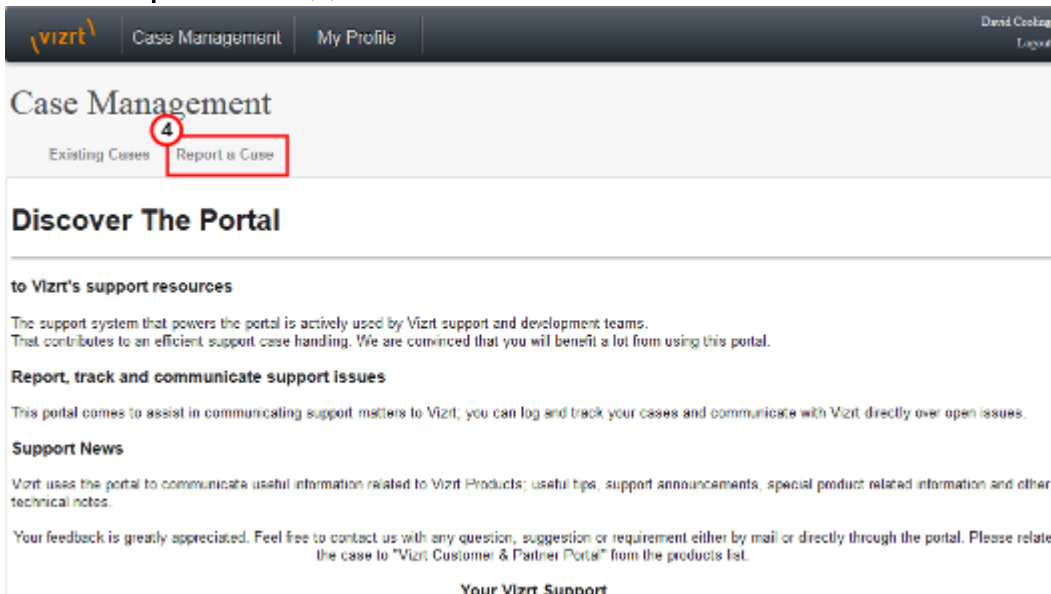 vizrt Case Management My Profile David Cooling
Logout
Case Management
4
Existing Cases Report a Case
Discover The Portal
to Vizrt's support resources
The support system that powers the portal is actively used by Vizrt support and development teams.
That contributes to an efficient support case handling. We are convinced that you will benefit a lot from using this portal.
Report, track and communicate support issues
This portal comes to assist in communicating support matters to Vizrt; you can log and track your cases and communicate with Vizrt directly over open issues.
Support News
Vizrt uses the portal to communicate useful information related to Vizrt Products; useful tips, support announcements, special product related information and other
technical notes.
Your feedback is greatly appreciated. Feel free to contact us with any question, suggestion or requirement either by mail or directly through the portal. Please relate
the case to "Vizrt Customer & Partner Portal" from the products list.
Your Vizrt Support